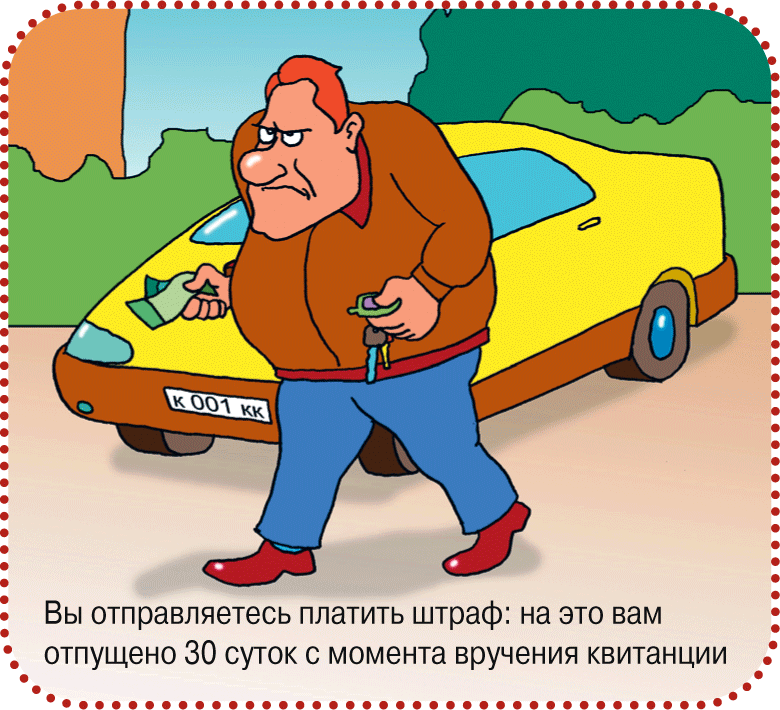 к 001 кк
Вы отправляетесь платить штраф: на это вам
отпущено 30 суток с момента вручения квитанции